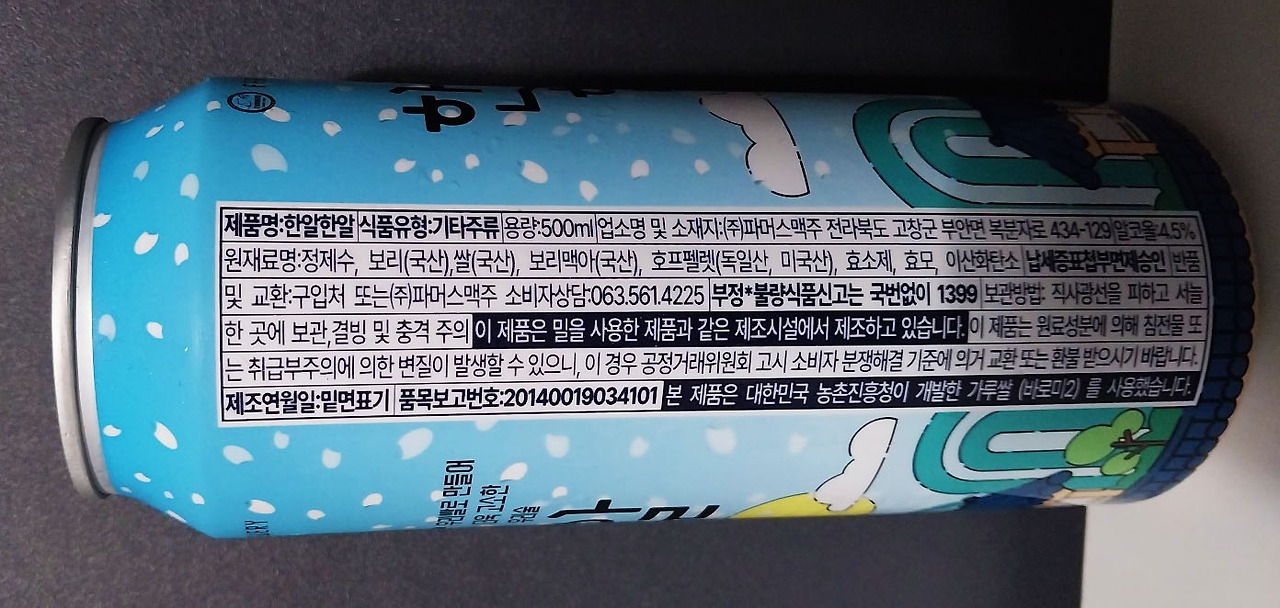 제품명:한알한알 식품유형:기타주류 용량:500ml 업소명 및 소재지:(주)파머스맥주 전라북도 고창군 부안면 복분자로 434-129 알코올:4.5%
원재료명:정제수, 보리(국산),쌀(국산), 보리맥아(국산), 호프펠렛(독일산, 미국산), 효소제, 효모, 이산화탄소 납세증표첩부면제승인 반품
및 교환:구입처 또는(주)파머스맥주 소비자상담:063.561.4225 부정*불량식품신고는 국번없이 1399 보관방법: 직사광선을 피하고 서늘
한 곳에 보관,결빙 및 충격 주의 이 제품은 밀을 사용한 제품과 같은 제조시설에서 제조하고 있습니다. 이 제품은 원료성분에 의해 침전물 또
는 취급부주의에 의한 변질이 발생할 수 있으니, 이 경우 공정거래위원회 고시 소비자 분쟁해결 기준에 의거 교환 또는 환불 받으시기 바랍니다.
제조연월일:밑면표기 품목보고번호:20140019034101 본 제품은 대한민국 농촌진흥청이 개발한 가루쌀 (바로미2) 를 사용했습니다.
만들어
고소한